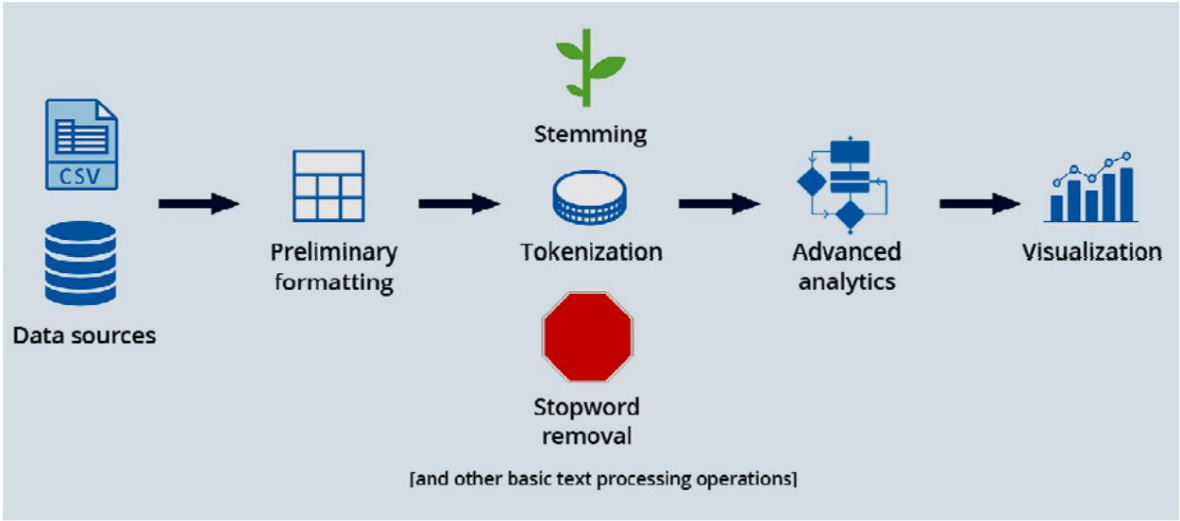 CSV
Data sources
Preliminary
formatting
Stemming
Tokenization
Stopword
removal
[and other basic text processing operations]
Advanced
analytics
Visualization